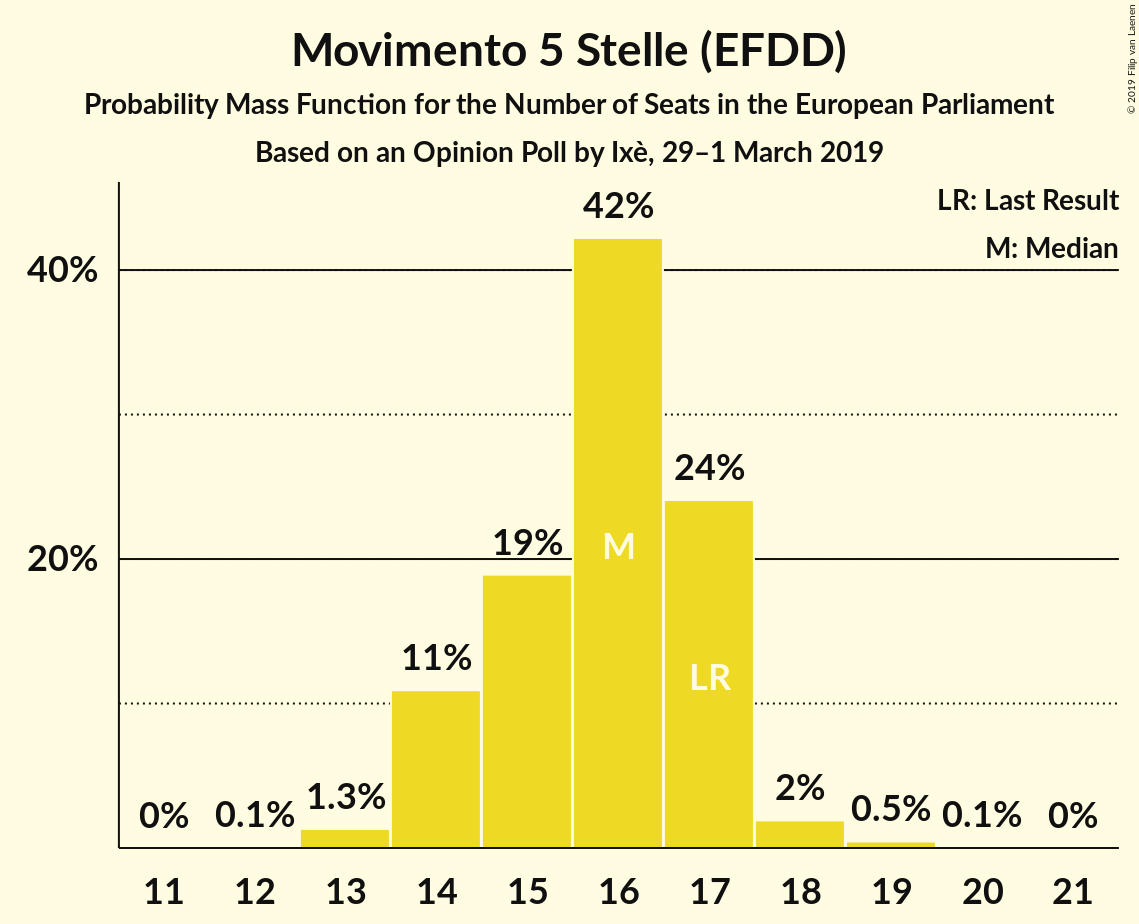 Movimento 5 Stelle (EFDD)
Probability Mass Function for the Number of Seats in the European Parliament
Based on an Opinion Poll by Ixè, 29–1 March 2019
© 2019 Filip van Laenen
LR: Last Result
M: Median
40%
20%
0%
0.1%
1.3%
11%
19%
42%
24%
2%
0.5%
0.1%
0%
M
LR
11 12 13 14 15 16 17 18 19 20 21